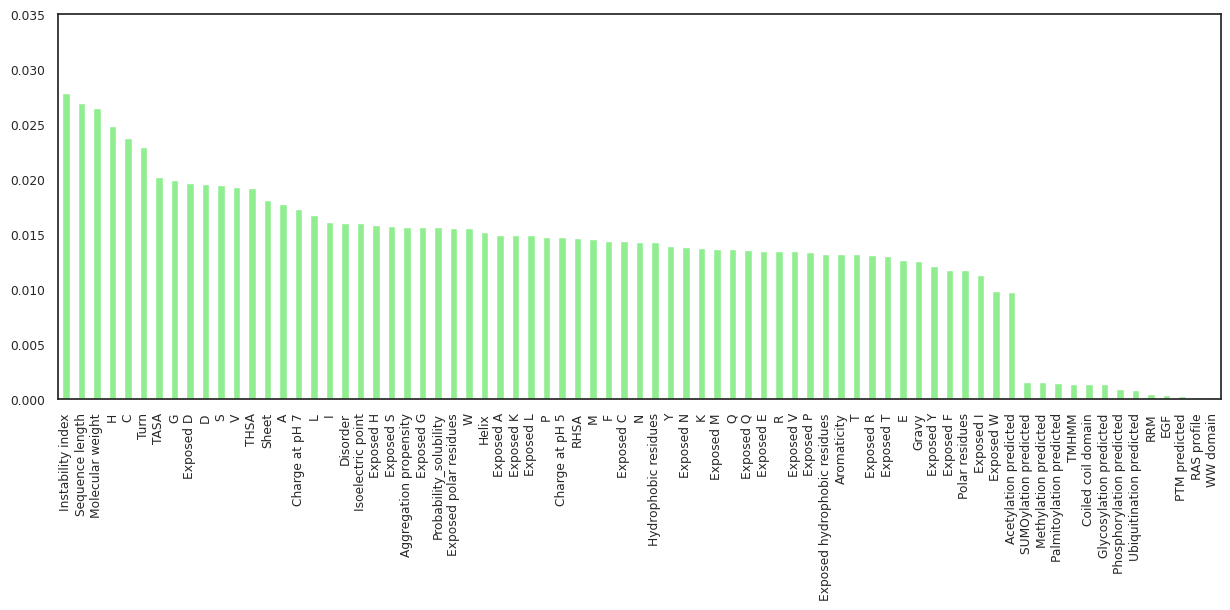 0.035
0.030
0.025
0.020
0.015
0.010
0.005
0.000
Instability index
Sequence length
Molecular weight
H
C
Turn
TASA
G
Exposed D
D
S
V
THSA
Sheet
A
Charge at pH 7
L
I
Disorder
Isoelectric point
Exposed H
Exposed S
Aggregation propensity
Exposed G
Probability_solubility
Exposed polar residues
W
Helix
Exposed A
Exposed K
Exposed L
P
Charge at pH 5
RHSA
M
F
Exposed C
N
Hydrophobic residues
Y
Exposed N
K
Exposed M
Q
Exposed Q
Exposed E
R
Exposed V
Exposed P
Exposed hydrophobic residues
Aromaticity
T
Exposed R
Exposed T
E
Gravy
Exposed Y
Exposed F
Polar residues
Exposed I
Exposed W
Acetylation predicted
SUMOylation predicted
Methylation predicted
Palmitoylation predicted
TMHMM
Coiled coil domain
Glycosylation predicted
Phosphorylation predicted
Ubiquitination predicted
RRM
EGF
PTM predicted
RAS profile
WW domain